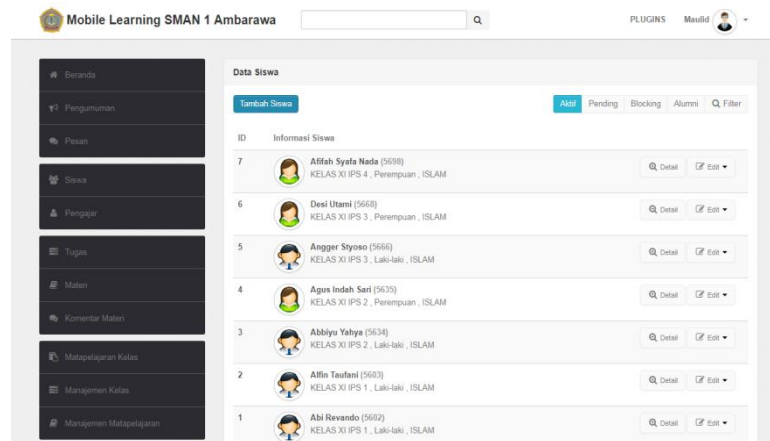 Mobile Learning SMAN 1 Ambarawa
PLUGINS Maulid
Beranda
Pengumuman
Pesan
Siswa
Pengajar
Tugas
Materi
Komentar Materi
Matapelajaran Kelas
Manajemen Kelas
Manajemen Matapelajaran
Data Siswa
Tambah Siswa
Aktif Pending Blocking Alumni Filter
ID Informasi Siswa
7 Afifah Syafa Nada (5698)
KELAS XI IPS 4 , Perempuan , ISLAM
Detail Edit
6 Desi Utami (5668)
KELAS XI IPS 3 , Perempuan , ISLAM
Detail Edit
5 Angger Styoso (5666)
KELAS XI IPS 3 , Laki-laki , ISLAM
Detail Edit
4 Agus Indah Sari (5635)
KELAS XI IPS 2 , Perempuan , ISLAM
Detail Edit
3 Abbiyu Yahya (5634)
KELAS XI IPS 2 , Laki-laki , ISLAM
Detail Edit
2 Alfin Taufani (5603)
KELAS XI IPS 1 , Laki-laki , ISLAM
Detail Edit
1 Abi Revando (5602)
KELAS XI IPS 1 , Laki-laki , ISLAM
Detail Edit